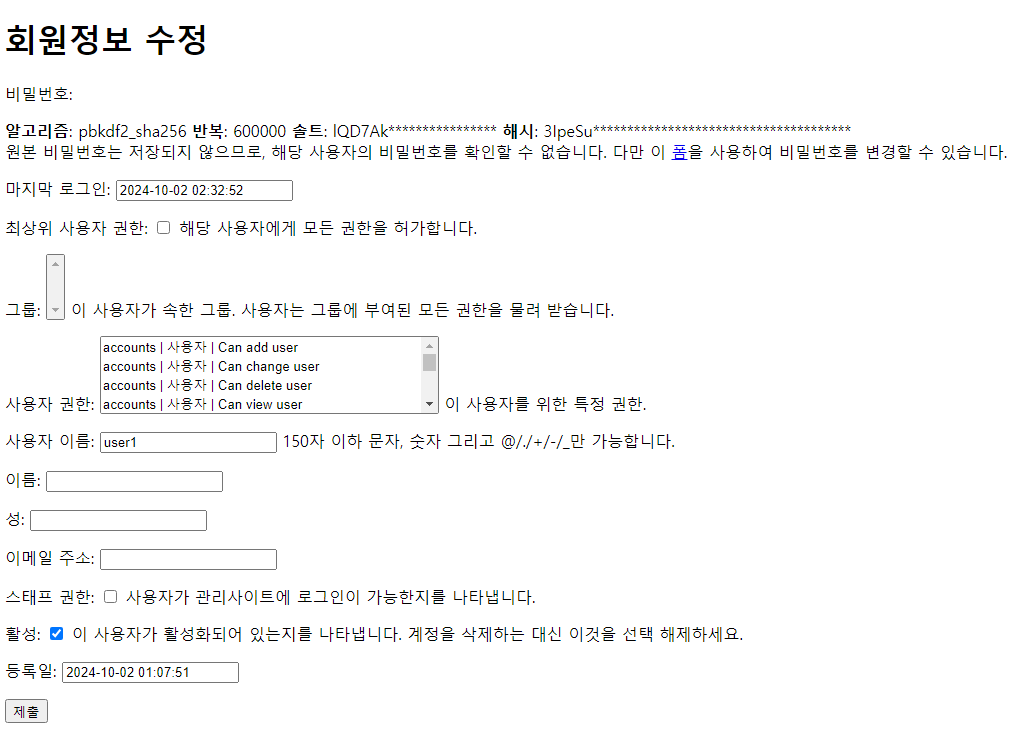 회원정보 수정
비밀번호:
알고리즘: pbkdf2_sha256 반복: 600000 솔트: lQD7Ak**************** 해시: 3IpeSu**************************************
원본 비밀번호는 저장되지 않으므로, 해당 사용자의 비밀번호를 확인할 수 없습니다. 다만 이 폼을 사용하여 비밀번호를 변경할 수 있습니다.
마지막 로그인: 2024-10-02 02:32:52
최상위 사용자 권한: 해당 사용자에게 모든 권한을 허가합니다.
그룹: 이 사용자가 속한 그룹. 사용자는 그룹에 부여된 모든 권한을 물려 받습니다.
accounts | 사용자 | Can add user
accounts | 사용자 | Can change user
accounts | 사용자 | Can delete user
accounts | 사용자 | Can view user
사용자 권한: 이 사용자를 위한 특정 권한.
사용자 이름: user1 150자 이하 문자, 숫자 그리고 @/./+/-/_만 가능합니다.
이름:
성:
이메일 주소:
스태프 권한: 사용자가 관리사이트에 로그인이 가능한지를 나타냅니다.
활성: 이 사용자가 활성화되어 있는지를 나타냅니다. 계정을 삭제하는 대신 이것을 선택 해제하세요.
등록일: 2024-10-02 01:07:51
제출